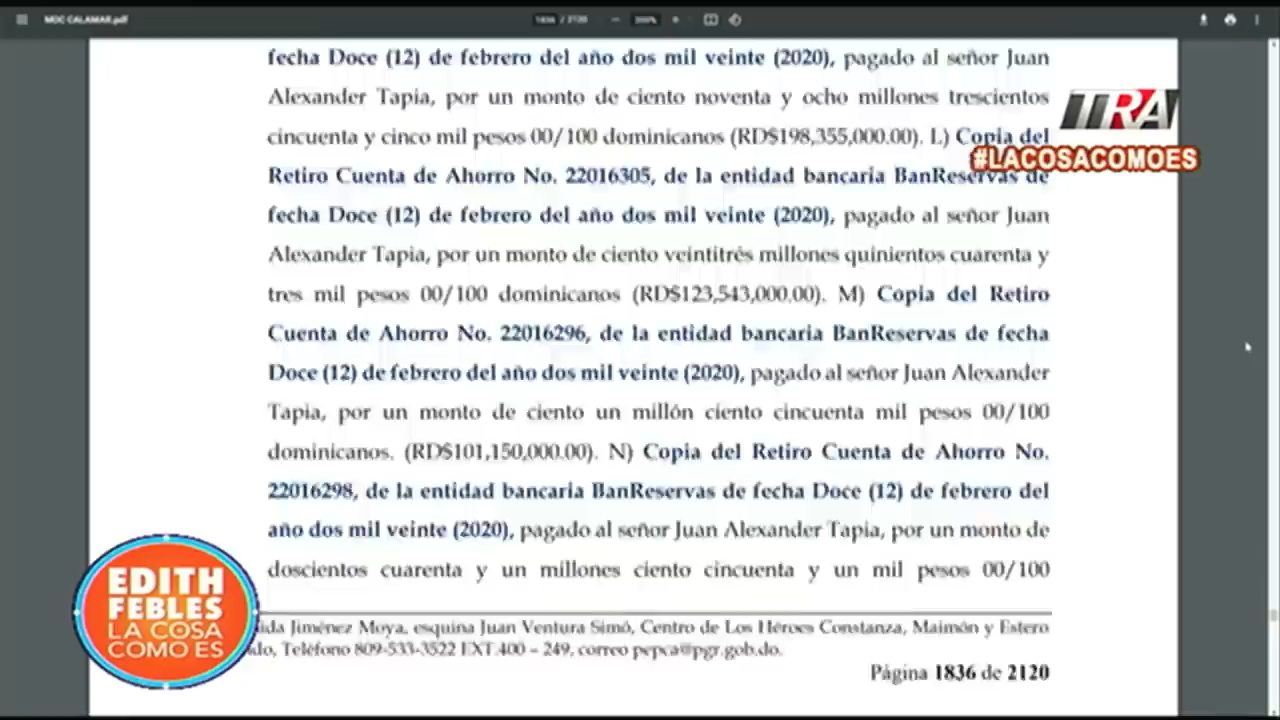 MDC CALAMAR.pdf
1836 / 2120
200%
fecha Doce (12) de febrero del año dos mil veinte (2020), pagado al señor Juan
Alexander Tapia, por un monto de ciento noventa y ocho millones trescientos
cincuenta y cinco mil pesos 00/100 dominicanos (RD$198,355,000.00). L) Copia del
Retiro Cuenta de Ahorro No. 22016305, de la entidad bancaria BanReservas de
fecha Doce (12) de febrero del año dos mil veinte (2020), pagado al señor Juan
Alexander Tapia, por un monto de ciento veintitrés millones quinientos cuarenta y
tres mil pesos 00/100 dominicanos (RD$123,543,000.00). M) Copia del Retiro
Cuenta de Ahorro No. 22016296, de la entidad bancaria BanReservas de fecha
Doce (12) de febrero del año dos mil veinte (2020), pagado al señor Juan Alexander
Tapia, por un monto de ciento un millón ciento cincuenta mil pesos 00/100
dominicanos. (RD$101,150,000.00). N) Copia del Retiro Cuenta de Ahorro No.
22016298, de la entidad bancaria BanReservas de fecha Doce (12) de febrero del
año dos mil veinte (2020), pagado al señor Juan Alexander Tapia, por un monto de
doscientos cuarenta y un millones ciento cincuenta y un mil pesos 00/100
Jiménez Moya, esquina Juan Ventura Simó, Centro de Los Héroes Constanza, Maimón y Estero
Teléfono 809-533-3522 EXT.400 – 249, correo pepca@pgr.gob.do.
Página 1836 de 2120
TRA
#LACOSACOMOES
EDITH
FEBLES
LA COSA
COMO ES